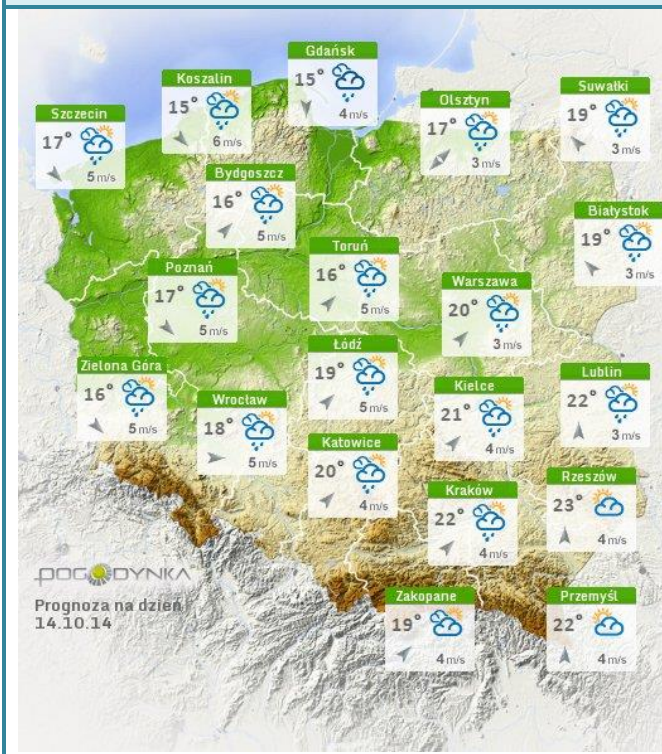 Gdańsk
15°
4 m/s
Koszalin
15°
6 m/s
Suwałki
19°
3 m/s
Olsztyn
17°
3 m/s
Szczecin
17°
5 m/s
Bydgoszcz
16°
5 m/s
Białystok
19°
3 m/s
Toruń
16°
5 m/s
Poznań
17°
5 m/s
Warszawa
20°
3 m/s
Łódź
19°
5 m/s
Zielona Góra
16°
5 m/s
Lublin
22°
3 m/s
Kielce
21°
4 m/s
Wrocław
18°
5 m/s
Katowice
20°
4 m/s
Rzeszów
23°
4 m/s
Kraków
22°
4 m/s
POGODYNKA
Prognoza na dzień
14.10.14
Zakopane
19°
4 m/s
Przemyśl
22°
4 m/s